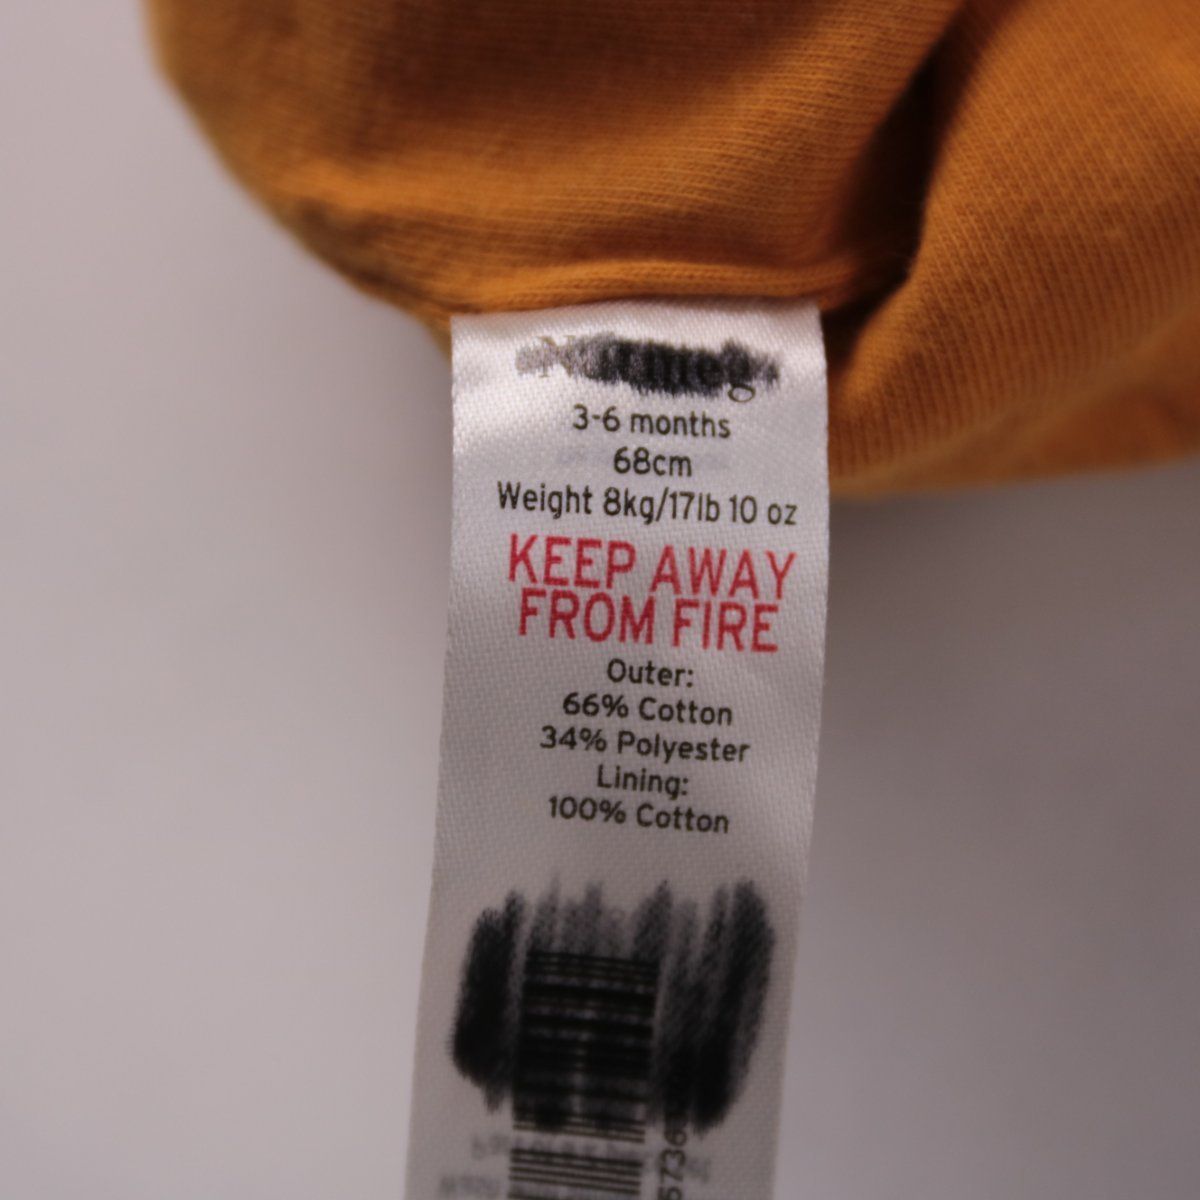 Nutmeg
3-6 months
68cm
Weight 8kg/17lb 10 oz
KEEP AWAY
FROM FIRE
Outer:
66% Cotton
34% Polyester
Lining:
100% Cotton